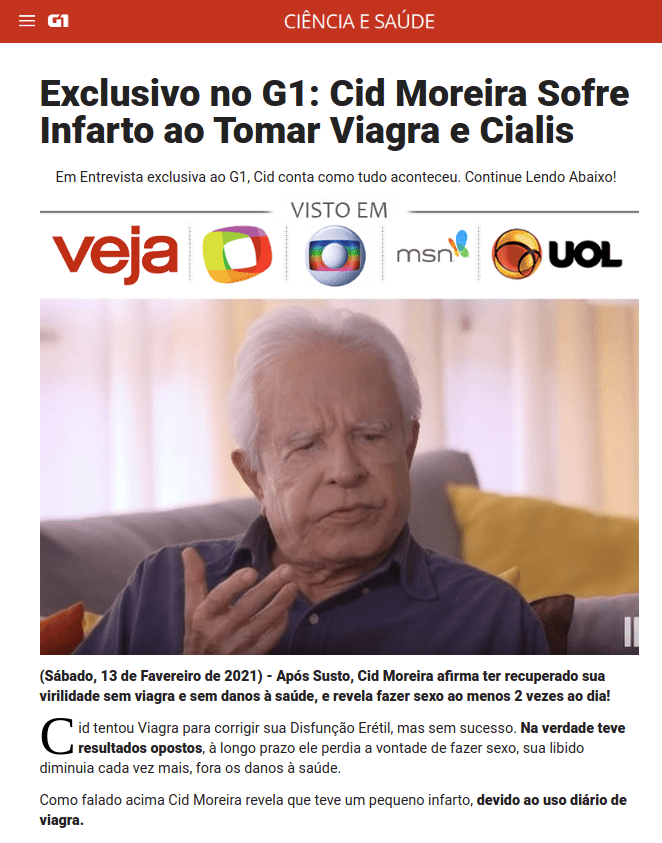 G1
CIÊNCIA E SAÚDE
Exclusivo no G1: Cid Moreira Sofre
Infarto ao Tomar Viagra e Cialis
Em Entrevista exclusiva ao G1, Cid conta como tudo aconteceu. Continue Lendo Abaixo!
VISTO EM
veja
msn
UOL
(Sábado, 13 de Favereiro de 2021) - Após Susto, Cid Moreira afirma ter recuperado sua
virilidade sem viagra e sem danos à saúde, e revela fazer sexo ao menos 2 vezes ao dia!
Cid tentou Viagra para corrigir sua Disfunção Erétil, mas sem sucesso. Na verdade teve
resultados opostos, à longo prazo ele perdia a vontade de fazer sexo, sua libido
diminuia cada vez mais, fora os danos à saúde.
Como falado acima Cid Moreira revela que teve um pequeno infarto, devido ao uso diário de
viagra.